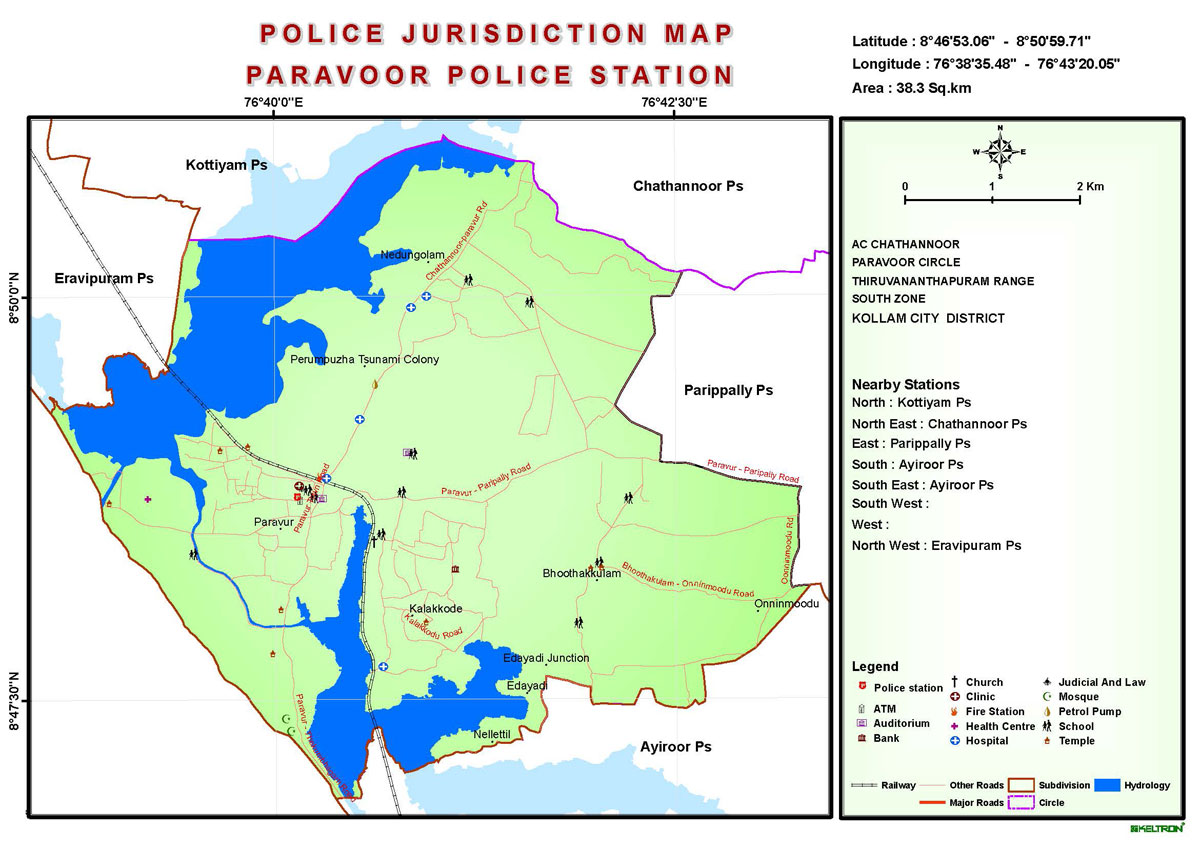 POLICE JURISDICTION MAP
PARAVOOR POLICE STATION
Latitude : 8°46'53.06" - 8°50'59.71"
Longitude : 76°38'35.48" - 76°43'20.05"
Area : 38.3 Sq.km
76°40'0"E
76°42'30"E
8°50'0"N
8°47'30"N
Kottiyam Ps
Chathannoor Ps
Eravipuram Ps
Nedungolam
Chathannoor-paravur Rd
Perumpuzha Tsunami Colony
Parippally Ps
Paravur - Paripally Road
Paravur - Paripally Road
Paravur
Bhoothakkulam
Bhoothakulam - Onninmoodu Road
Oonninmoodu Rd
Onninmoodu
Kalakkode
Kalakkodu Road
Edayadi Junction
Edayadi
Nellettil
Ayiroor Ps
N
W E
S
0 1 2 Km
AC CHATHANNOOR
PARAVOOR CIRCLE
THIRUVANANTHAPURAM RANGE
SOUTH ZONE
KOLLAM CITY DISTRICT
Nearby Stations
North : Kottiyam Ps
North East : Chathannoor Ps
East : Parippally Ps
South : Ayiroor Ps
South East : Ayiroor Ps
South West :
West :
North West : Eravipuram Ps
Legend
Police station
ATM
Auditorium
Bank
Church
Clinic
Fire Station
Health Centre
Hospital
Judicial And Law
Mosque
Petrol Pump
School
Temple
Railway
Other Roads
Major Roads
Subdivision
Circle
Hydrology
KELTRON